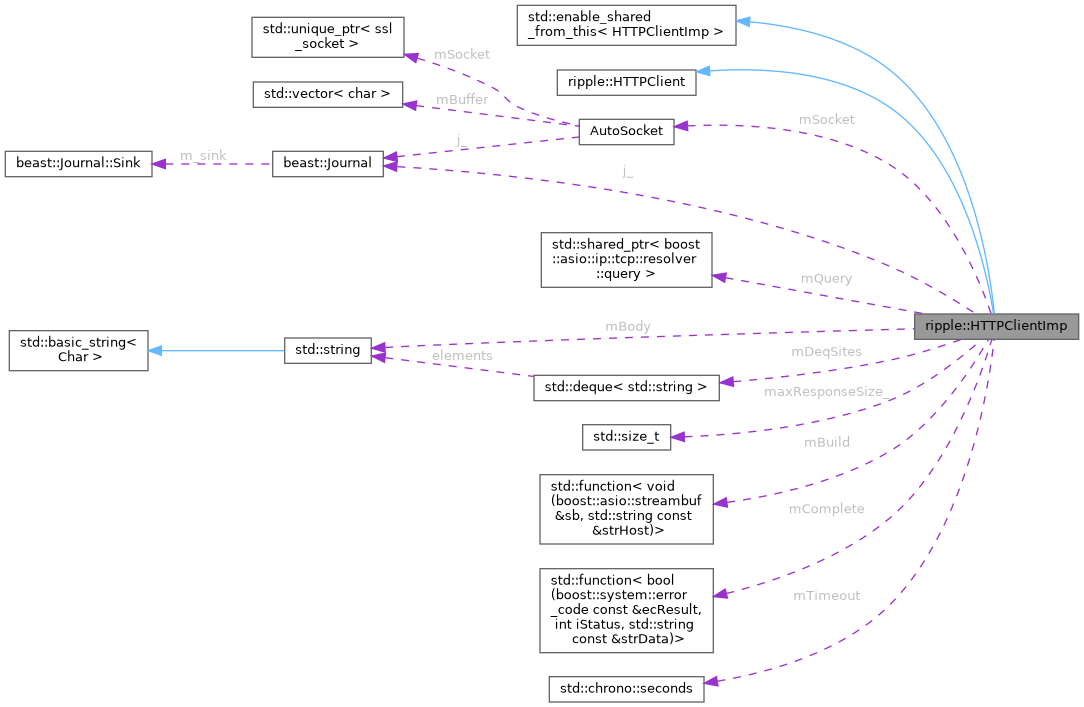 std::enable_shared
_from_this< HTTPClientImp >
std::unique_ptr< ssl
_socket >
mSocket
ripple::HTTPClient
std::vector< char >
mBuffer
mSocket
AutoSocket
j_
beast::Journal::Sink
m_sink
beast::Journal
j_
std::shared_ptr< boost
::asio::ip::tcp::resolver
::query >
mQuery
ripple::HTTPClientImp
mBody
std::basic_string<
Char >
std::string
elements
mDeqSites
std::deque< std::string >
maxResponseSize_
std::size_t
mBuild
std::function< void
(boost::asio::streambuf
&sb, std::string const
&strHost)>
mComplete
std::function< bool
(boost::system::error
_code const &ecResult,
int iStatus, std::string
const &strData)>
mTimeout
std::chrono::seconds